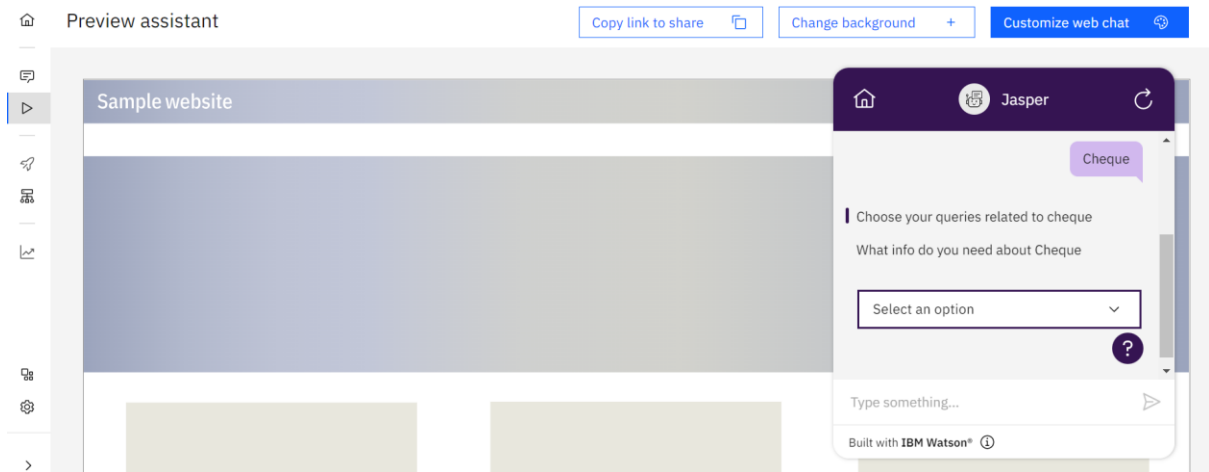 Preview assistant
Copy link to share
Change background +
Customize web chat
Sample website
Jasper
Cheque
Choose your queries related to cheque
What info do you need about Cheque
Select an option
?
Type something...
Built with IBM Watson®